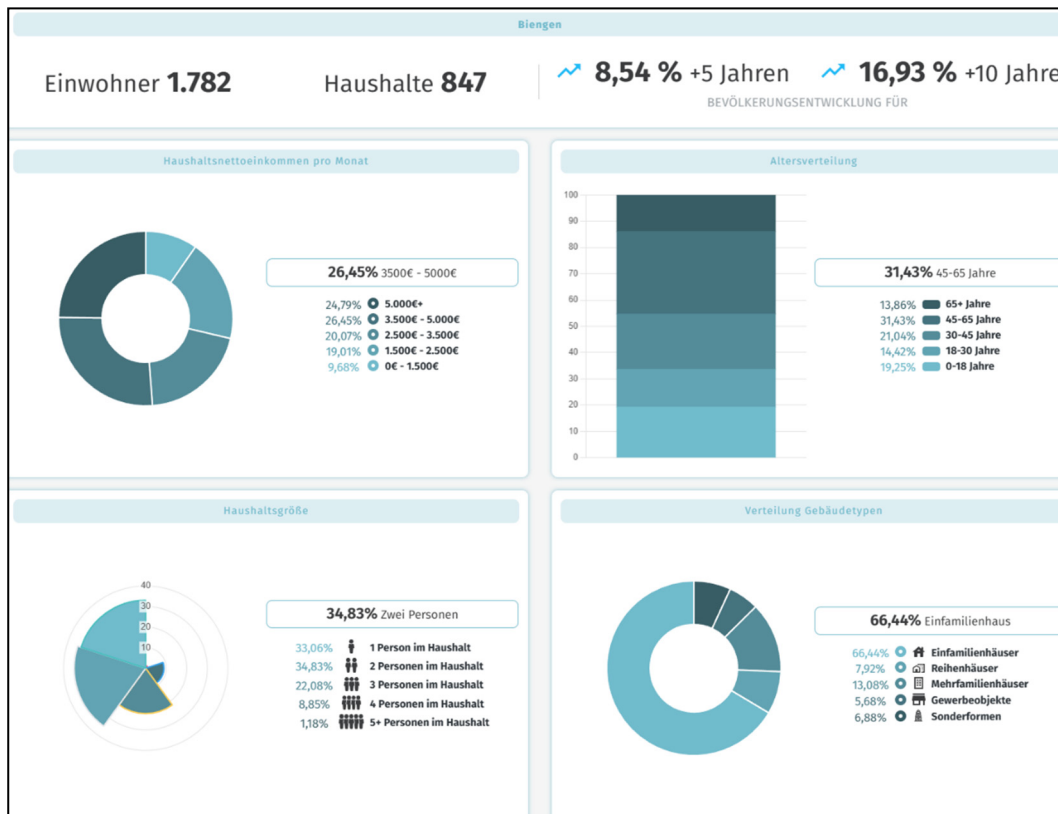 Biengen
Einwohner 1.782
Haushalte 847
8,54 % +5 Jahren
16,93 % +10 Jahre
BEVÖLKERUNGSENTWICKLUNG FÜR
Haushaltsnettoeinkommen pro Monat
26,45% 3500€ - 5000€
24,79% 5.000€+
26,45% 3.500€ - 5.000€
20,07% 2.500€ - 3.500€
19,01% 1.500€ - 2.500€
9,68% 0€ - 1.500€
Altersverteilung
100
90
80
70
60
50
40
30
20
10
0
31,43% 45-65 Jahre
13,86% 65+ Jahre
31,43% 45-65 Jahre
21,04% 30-45 Jahre
14,42% 18-30 Jahre
19,25% 0-18 Jahre
Haushaltsgröße
40
30
20
10
34,83% Zwei Personen
33,06% 1 Person im Haushalt
34,83% 2 Personen im Haushalt
22,08% 3 Personen im Haushalt
8,85% 4 Personen im Haushalt
1,18% 5+ Personen im Haushalt
Verteilung Gebäudetypen
66,44% Einfamilienhaus
66,44% Einfamilienhäuser
7,92% Reihenhäuser
13,08% Mehrfamilienhäuser
5,68% Gewerbeobjekte
6,88% Sonderformen